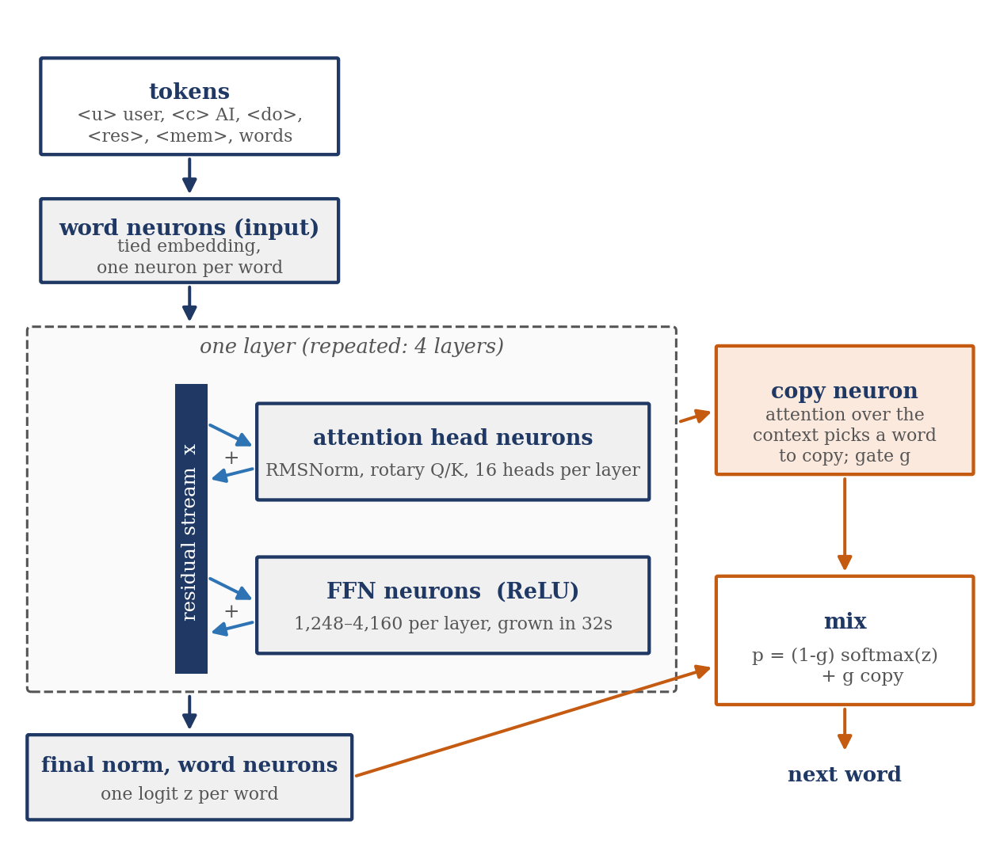 tokens
<u> user, <c> AI, <do>,
<res>, <mem>, words
word neurons (input)
tied embedding,
one neuron per word
one layer (repeated: 4 layers)
residual stream  x
attention head neurons
RMSNorm, rotary Q/K, 16 heads per layer
+
FFN neurons  (ReLU)
1,248–4,160 per layer, grown in 32s
+
final norm, word neurons
one logit z per word
copy neuron
attention over the
context picks a word
to copy; gate g
mix
p = (1-g) softmax(z)
+ g copy
next word